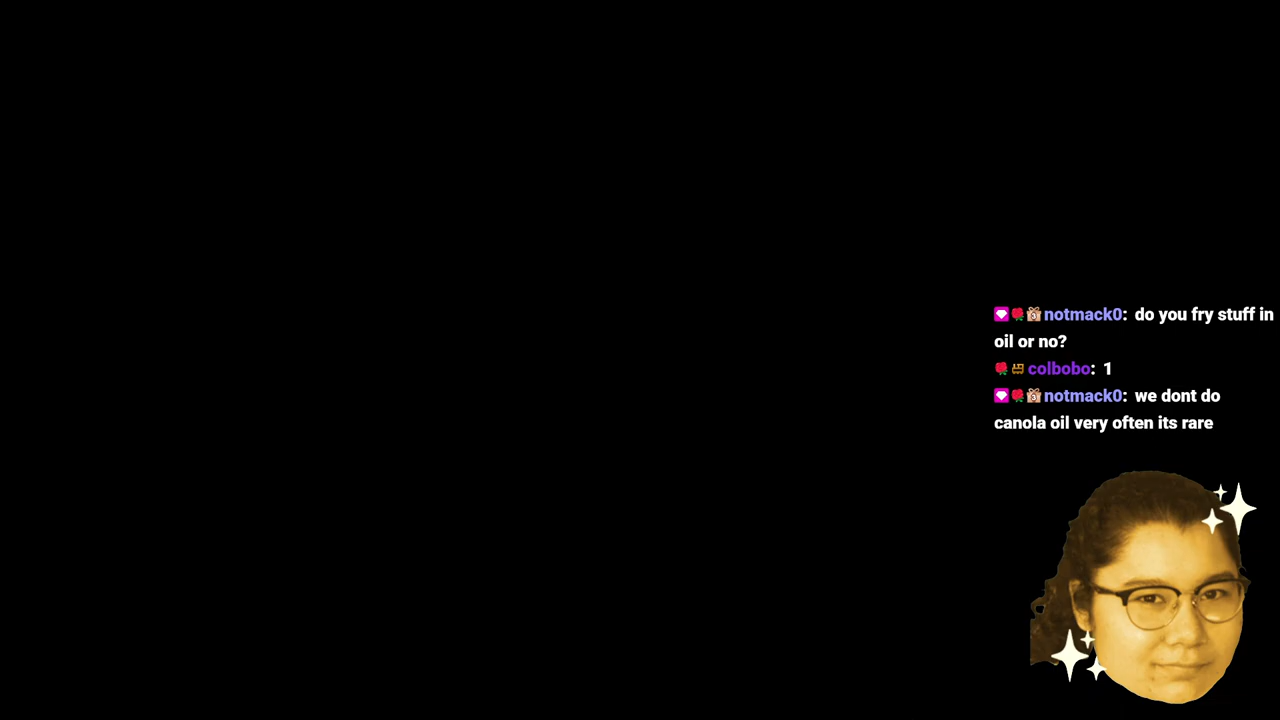 notmack0: do you fry stuff in
oil or no?
colbobo: 1
notmack0: we dont do
canola oil very often its rare